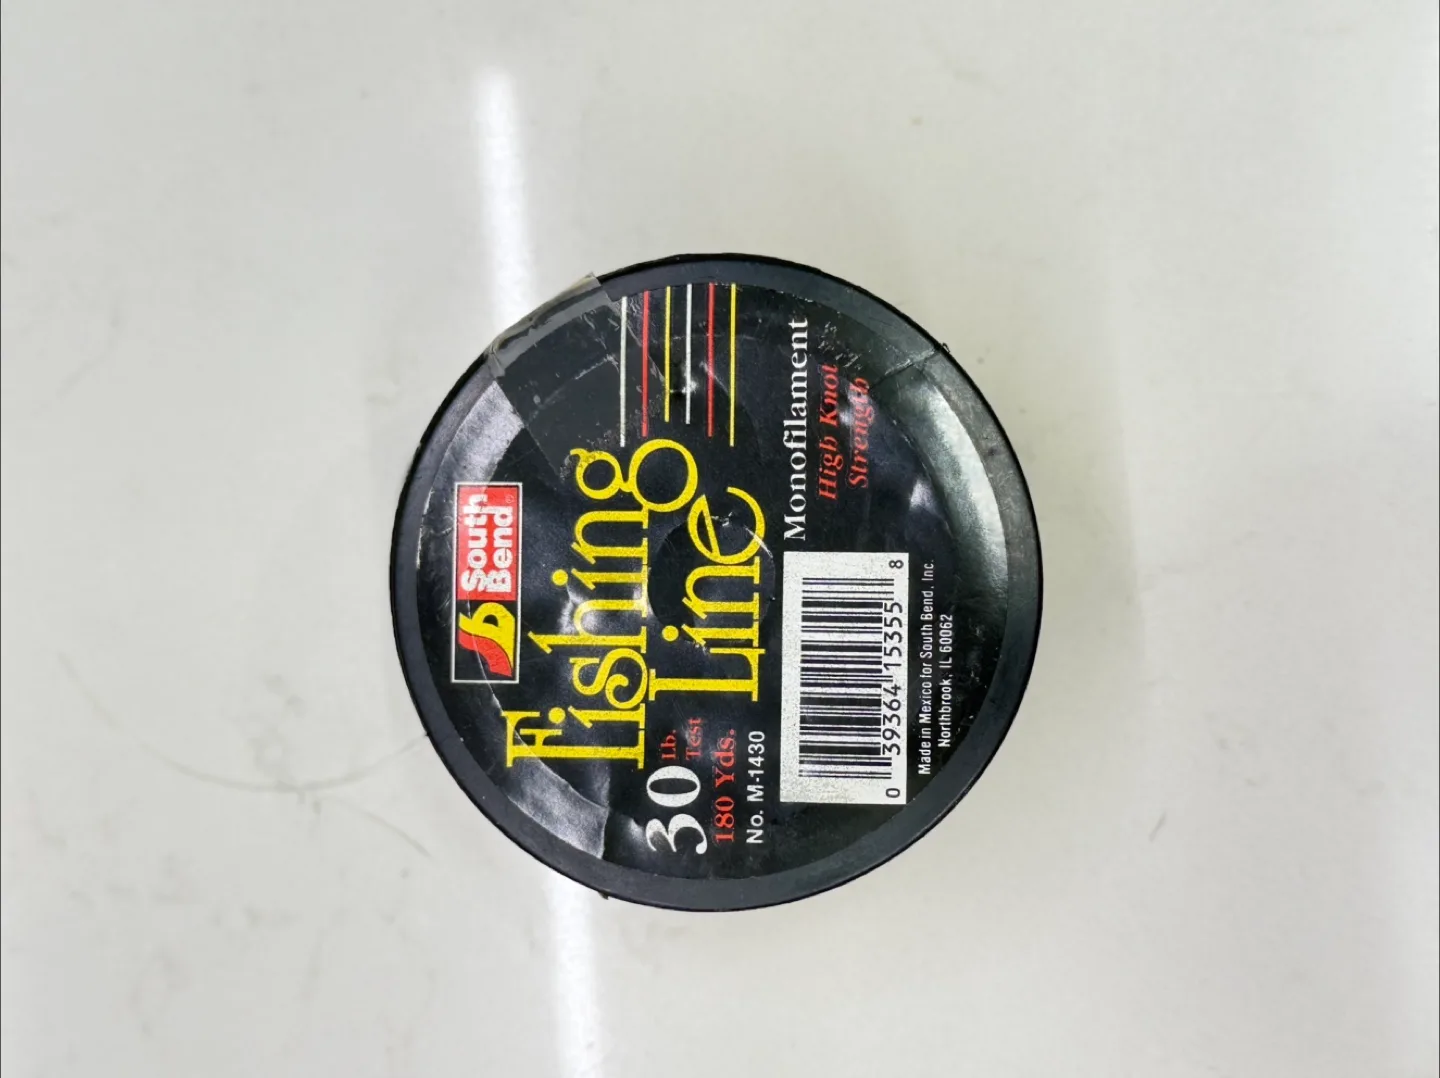 South
Bend
®
Fishing
Line
30 Lb.
Test
180 Yds.
No. M-1430
Monofilament
High Knot
Strength
0 39364 15355 8
Made in Mexico for South Bend, Inc.
Northbrook, IL 60062